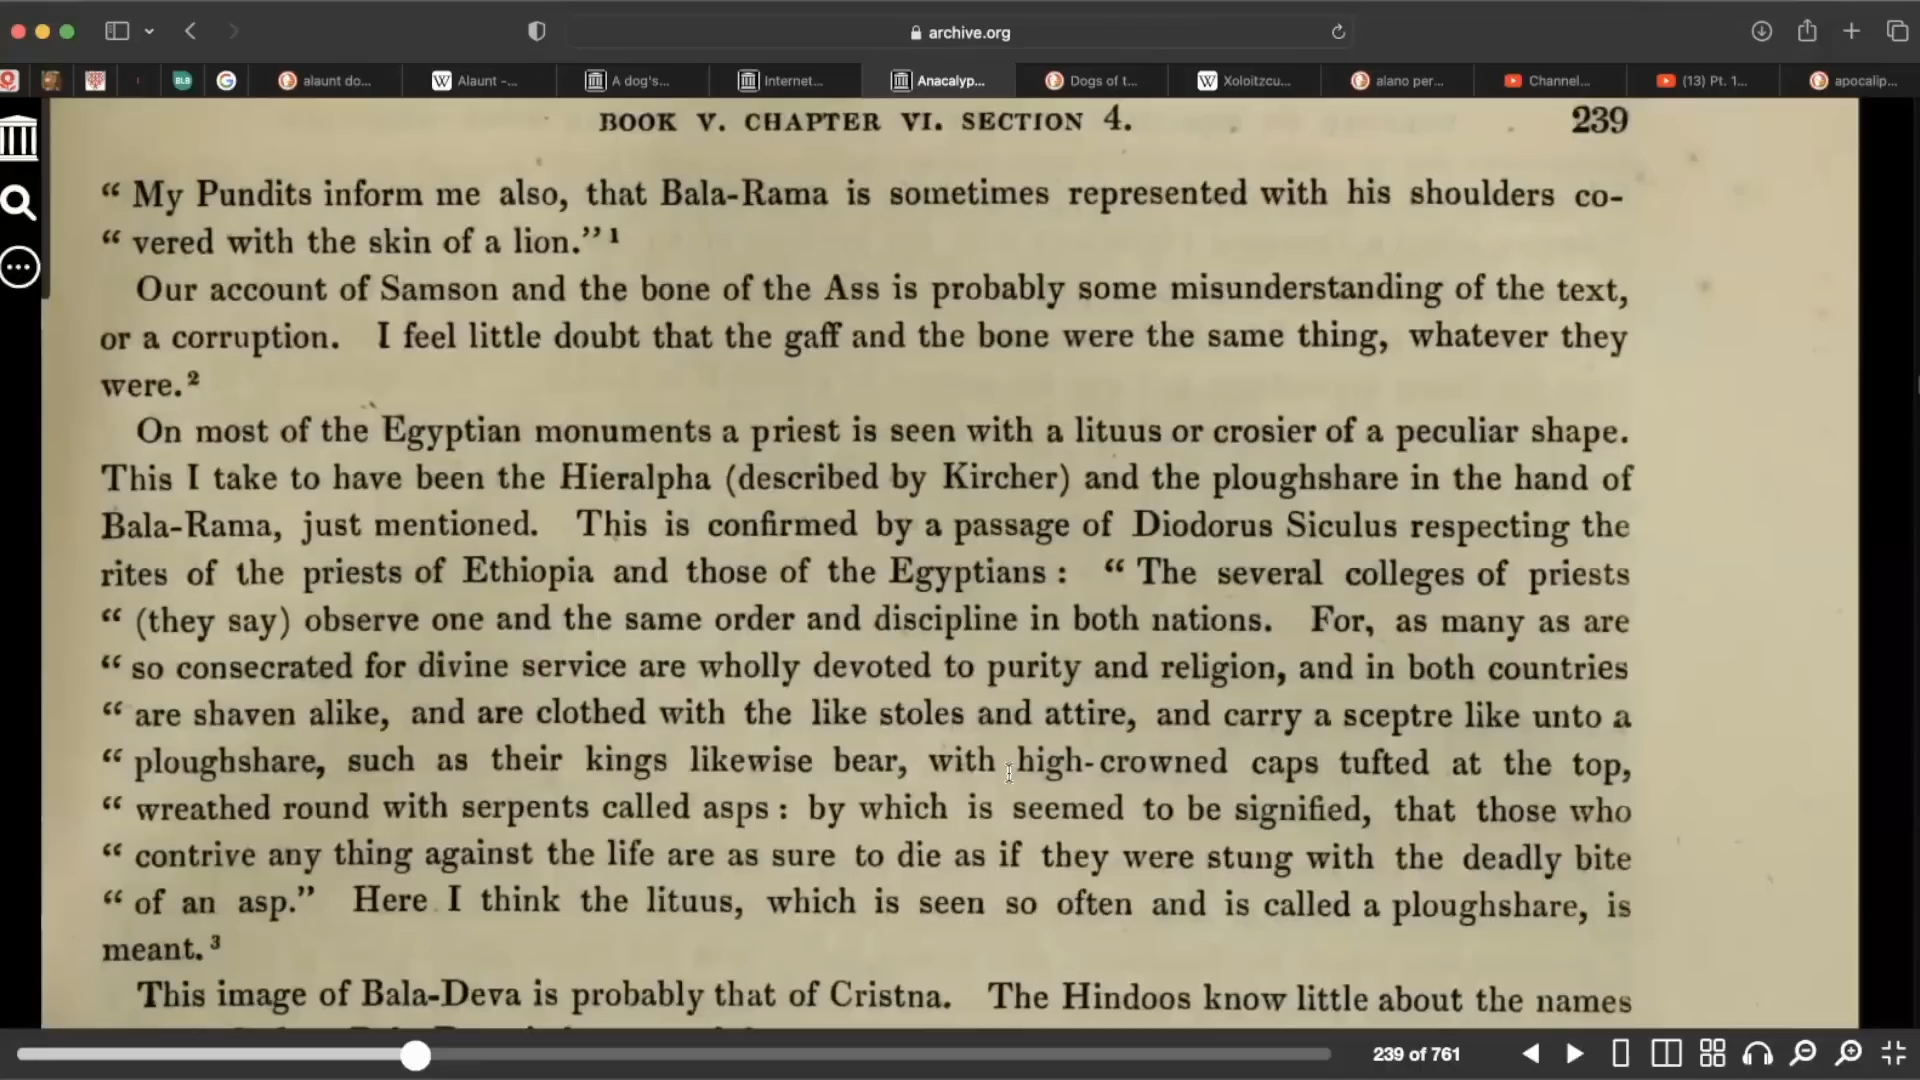 archive.org
BLB
G
alaunt do...
W Alaunt -...
A dog's...
Internet...
Anacalyp...
Dogs of t...
W Xoloitzcu...
alano per...
Channel...
(13) Pt. 1...
apocalip...
BOOK V. CHAPTER VI. SECTION 4. 239
“ My Pundits inform me also, that Bala-Rama is sometimes represented with his shoulders co-
“ vered with the skin of a lion.” 1
Our account of Samson and the bone of the Ass is probably some misunderstanding of the text,
or a corruption. I feel little doubt that the gaff and the bone were the same thing, whatever they
were. 2
On most of the Egyptian monuments a priest is seen with a lituus or crosier of a peculiar shape.
This I take to have been the Hieralpha (described by Kircher) and the ploughshare in the hand of
Bala-Rama, just mentioned. This is confirmed by a passage of Diodorus Siculus respecting the
rites of the priests of Ethiopia and those of the Egyptians : “ The several colleges of priests
“ (they say) observe one and the same order and discipline in both nations. For, as many as are
“ so consecrated for divine service are wholly devoted to purity and religion, and in both countries
“ are shaven alike, and are clothed with the like stoles and attire, and carry a sceptre like unto a
“ ploughshare, such as their kings likewise bear, with high-crowned caps tufted at the top,
“ wreathed round with serpents called asps : by which is seemed to be signified, that those who
“ contrive any thing against the life are as sure to die as if they were stung with the deadly bite
“ of an asp.” Here I think the lituus, which is seen so often and is called a ploughshare, is
meant. 3
This image of Bala-Deva is probably that of Cristna. The Hindoos know little about the names
239 of 761